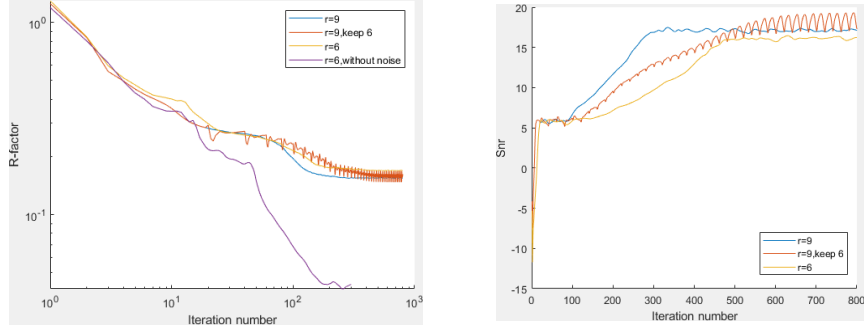 10^0
10^-1
R-factor
10^0
10^1
10^2
10^3
Iteration number
r=9
r=9,keep 6
r=6
r=6,without noise
20
15
10
5
0
-5
-10
-15
Snr
0
100
200
300
400
500
600
700
800
Iteration number
r=9
r=9,keep 6
r=6